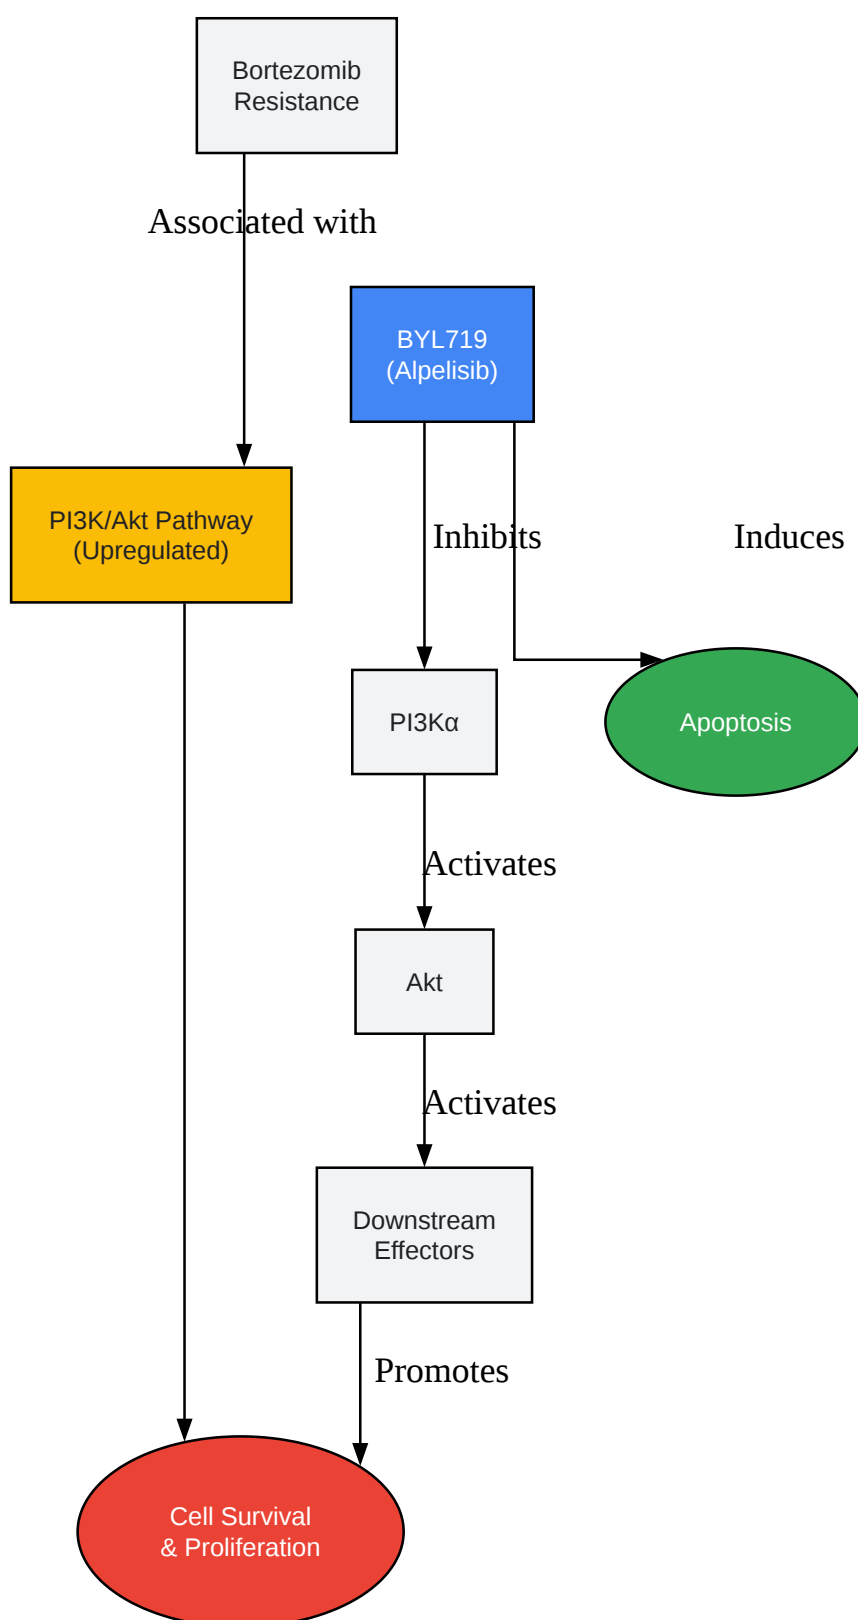 Bortezomib
Resistance
Associated with
BYL719
(Alpelisib)
PI3K/Akt Pathway
(Upregulated)
Inhibits
Induces
PI3Kα
Apoptosis
Activates
Akt
Activates
Downstream
Effectors
Promotes
Cell Survival
& Proliferation